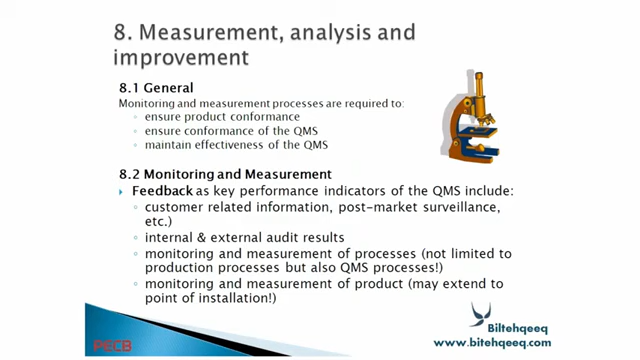 8. Measurement, analysis and
improvement
8.1 General
Monitoring and measurement processes are required to:
ensure product conformance
ensure conformance of the QMS
maintain effectiveness of the QMS
8.2 Monitoring and Measurement
Feedback as key performance indicators of the QMS include:
customer related information, post-market surveillance,
etc.)
internal & external audit results
monitoring and measurement of processes (not limited to
production processes but also QMS processes!)
monitoring and measurement of product (may extend to
point of installation!)
Biltehqeeq
www.bitehqeeq.com
PECB